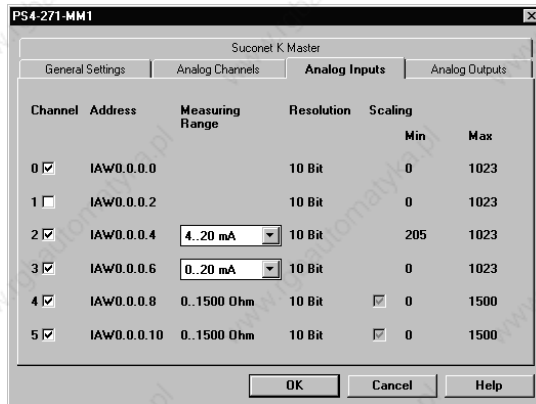 PS4-271-MM1
Suconet K Master
General Settings Analog Channels Analog Inputs Analog Outputs
Channel Address Measuring Range Resolution Scaling
Min Max
0 IAW0.0.0.0 10 Bit 0 1023
1 IAW0.0.0.2 10 Bit 0 1023
2 IAW0.0.0.4 4..20 mA 10 Bit 205 1023
3 IAW0.0.0.6 0..20 mA 10 Bit 0 1023
4 IAW0.0.0.8 0..1500 Ohm 10 Bit 0 1500
5 IAW0.0.0.10 0..1500 Ohm 10 Bit 0 1500
OK Cancel Help